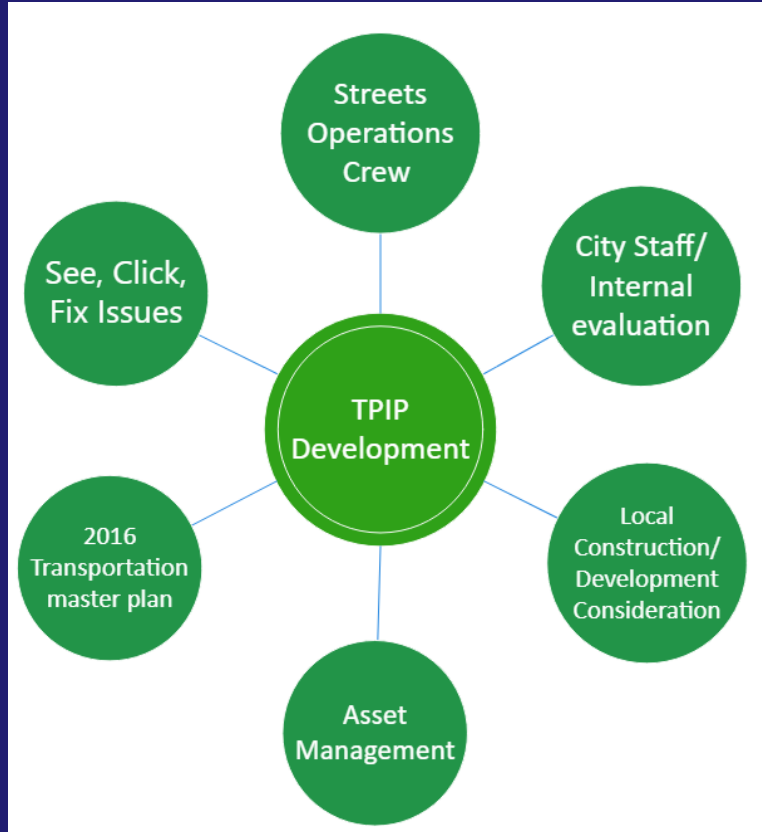 Streets
Operations
Crew
See, Click,
Fix Issues
City Staff/
Internal
evaluation
TPIP
Development
2016
Transportation
master plan
Local
Construction/
Development
Consideration
Asset
Management